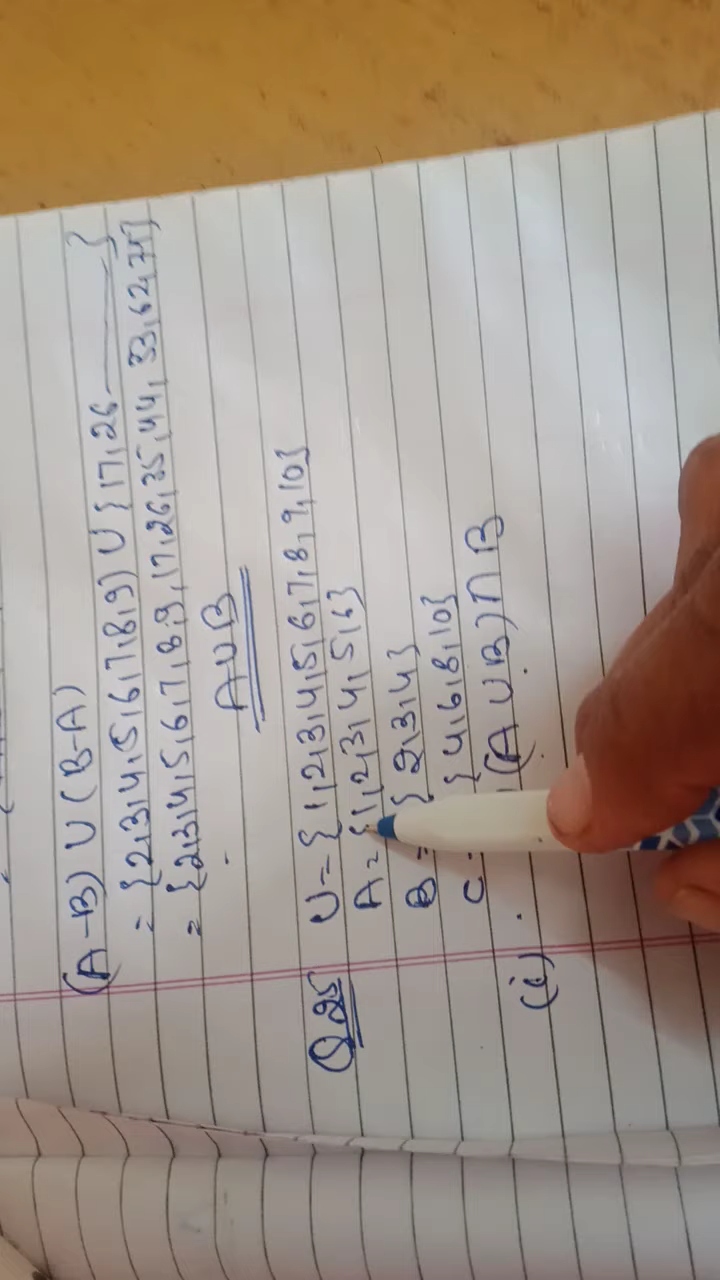 (A-B) U (B-A)
= {2,3,4,5,6,7,8,9) U {17,26 }
= {2,3,4,5,6,7,8,9,17,26,35,44, 53,62,71}
AUB
Q25 U = {1,2,3,4,5,6,7,8,9,10}
A = {1,2,3,4,5,6}
B = { 2,3,4}
C = { 4,6,8,10}
(i) (A U B) ∩ B